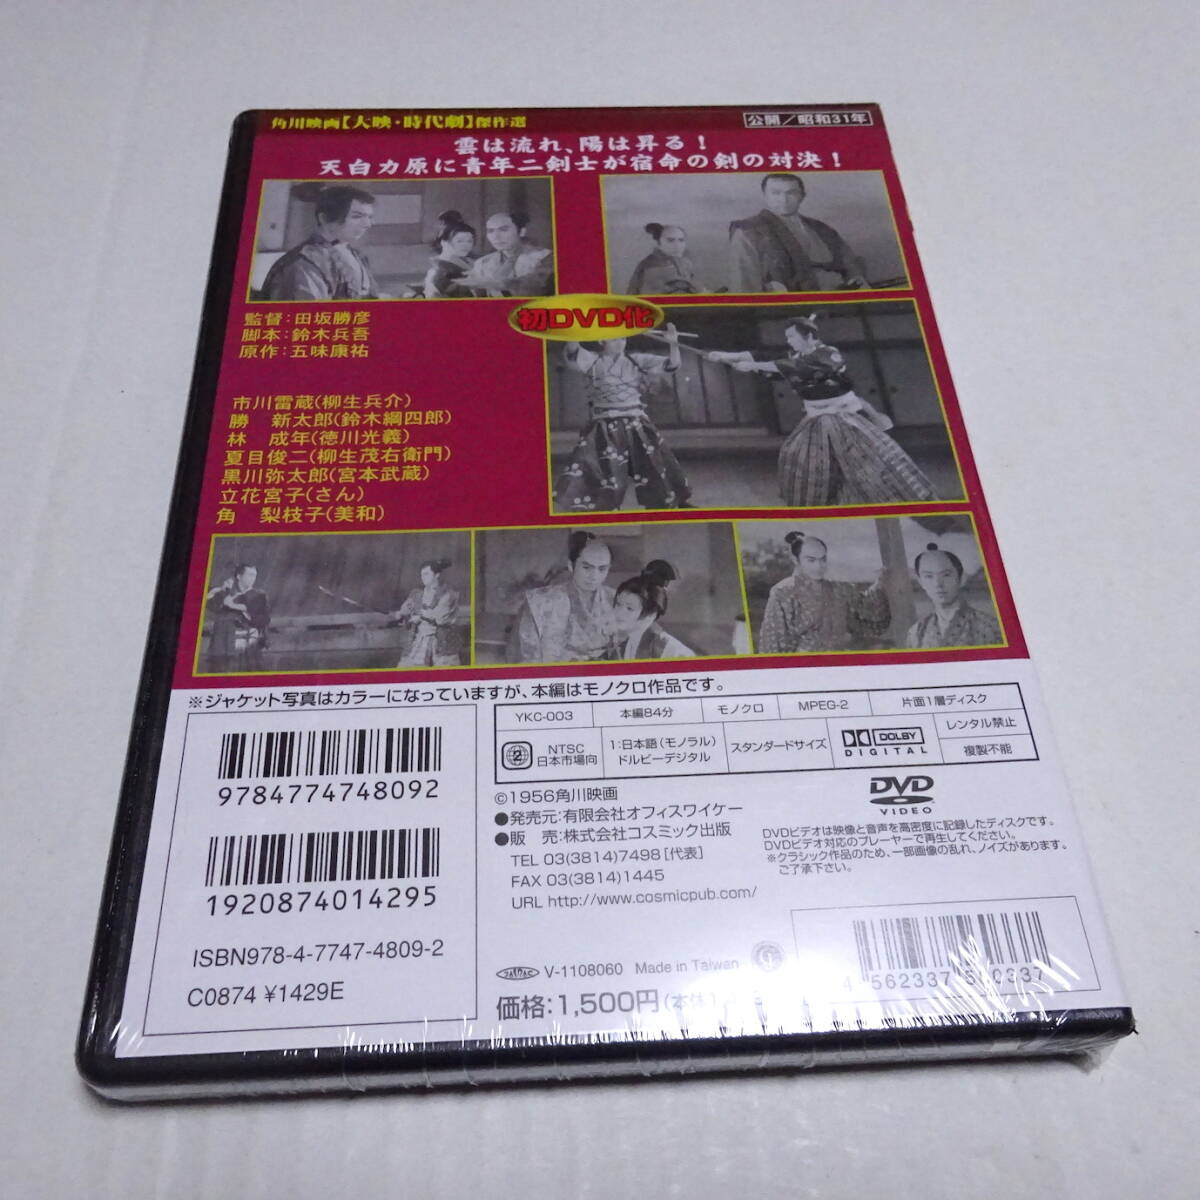 角川映画【大映・時代劇】傑作選
公開/昭和31年
雲は流れ、陽は昇る!
天白カ原に青年二剣士が宿命の剣の対決!
初DVD化
監督:田坂勝彦
脚本:鈴木兵吾
原作:五味康祐
市川雷蔵(柳生兵介)
勝 新太郎(鈴木綱四郎)
林 成年(徳川光義)
夏目俊二(柳生茂右衛門)
黒川弥太郎(宮本武蔵)
立花宮子(さん)
角 梨枝子(美和)
※ジャケット写真はカラーになっていますが、本編はモノクロ作品です。
9784774748092
1920874014295
ISBN978-4-7747-4809-2
C0874 ¥1429E
YKC-003
本編84分
モノクロ
MPEG-2
片面1層ディスク
2
NTSC
日本市場向
1:日本語(モノラル)
ドルビーデジタル
スタンダードサイズ
DOLBY
DIGITAL
レンタル禁止
複製不能
©1956角川映画
●発売元:有限会社オフィスワイケー
●販 売:株式会社コスミック出版
TEL 03(3814)7498[代表]
FAX 03(3814)1445
URL http://www.cosmicpub.com/
DVD
VIDEO
DVDビデオは映像と音声を高密度に記録したディスクです。
DVDビデオ対応のプレーヤーで再生してください。
※クラシック作品のため、一部画像の乱れ、ノイズがあります。
ご了承下さい。
JASRAC V-1108060 Made in Taiwan
価格:1,500円(本体